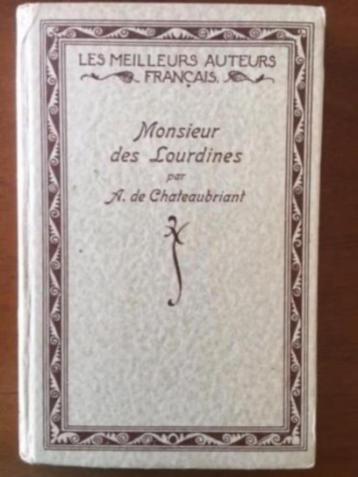 LES MEILLEURS AUTEURS
FRANÇAIS.
Monsieur
des Lourdines
par
A. de Chateaubriant